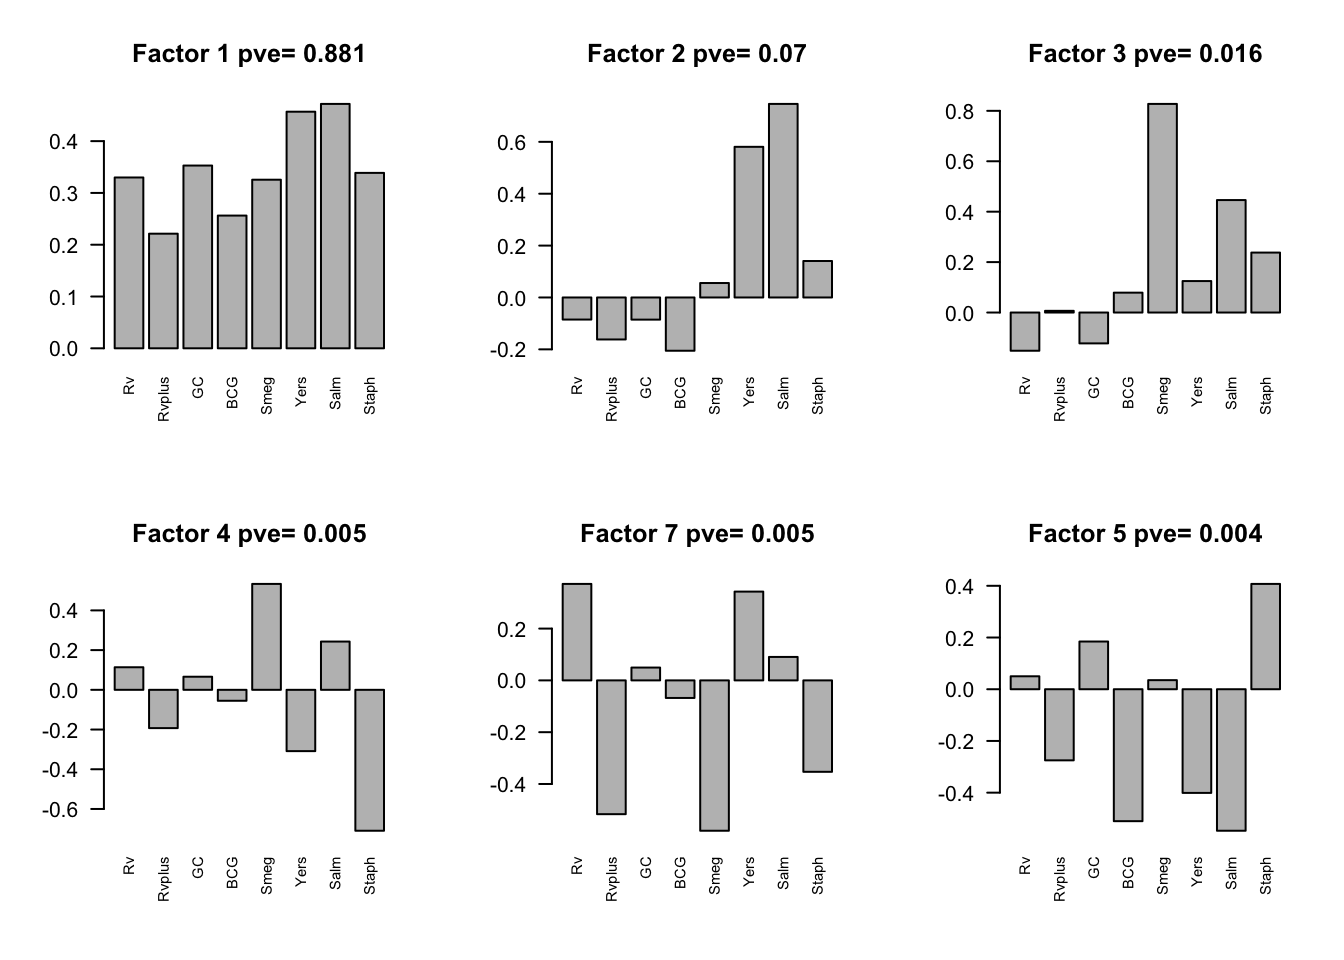 Factor 1 pve= 0.881
0.4
0.3
0.2
0.1
0.0
Rv
Rvplus
GC
BCG
Smeg
Yers
Salm
Staph
Factor 2 pve= 0.07
0.6
0.4
0.2
0.0
-0.2
Rv
Rvplus
GC
BCG
Smeg
Yers
Salm
Staph
Factor 3 pve= 0.016
0.8
0.6
0.4
0.2
0.0
Rv
Rvplus
GC
BCG
Smeg
Yers
Salm
Staph
Factor 4 pve= 0.005
0.4
0.2
0.0
-0.2
-0.4
-0.6
Rv
Rvplus
GC
BCG
Smeg
Yers
Salm
Staph
Factor 7 pve= 0.005
0.2
0.0
-0.2
-0.4
Rv
Rvplus
GC
BCG
Smeg
Yers
Salm
Staph
Factor 5 pve= 0.004
0.4
0.2
0.0
-0.2
-0.4
Rv
Rvplus
GC
BCG
Smeg
Yers
Salm
Staph